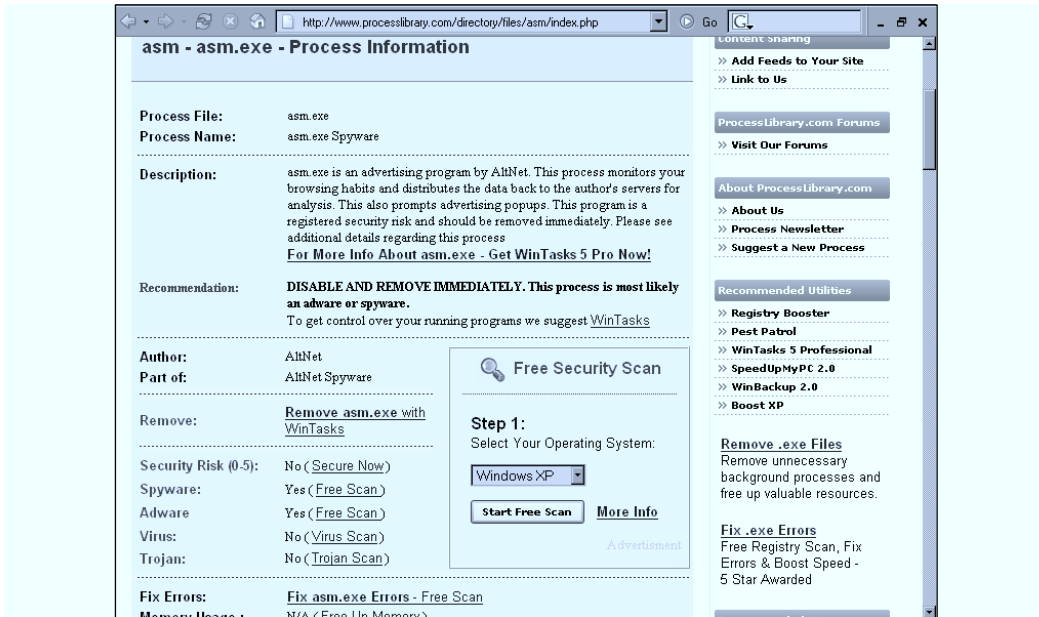 http://www.processlibrary.com/directory/files/asm/index.php
Go
G
asm - asm.exe - Process Information
Process File: asm.exe
Process Name: asm.exe Spyware
Description: asm.exe is an advertising program by AltNet. This process monitors your
browsing habits and distributes the data back to the author's servers for
analysis. This also prompts advertising popups. This program is a
registered security risk and should be removed immediately. Please see
additional details regarding this process
For More Info About asm.exe - Get WinTasks 5 Pro Now!
Recommendation: DISABLE AND REMOVE IMMEDIATELY. This process is most likely
an adware or spyware.
To get control over your running programs we suggest WinTasks
Author: AltNet
Part of: AltNet Spyware
Remove: Remove asm.exe with
WinTasks
Security Risk (0-5): No ( Secure Now )
Spyware: Yes ( Free Scan )
Adware Yes ( Free Scan )
Virus: No ( Virus Scan )
Trojan: No ( Trojan Scan )
Free Security Scan
Step 1:
Select Your Operating System:
Windows XP
Start Free Scan More Info
Advertisment
Fix Errors: Fix asm.exe Errors - Free Scan
Memory Usage : N/A ( Free Up Memory )
Content Sharing
» Add Feeds to Your Site
» Link to Us
ProcessLibrary.com Forums
» Visit Our Forums
About ProcessLibrary.com
» About Us
» Process Newsletter
» Suggest a New Process
Recommended Utilities
» Registry Booster
» Pest Patrol
» WinTasks 5 Professional
» SpeedUpMyPC 2.0
» WinBackup 2.0
» Boost XP
Remove .exe Files
Remove unnecessary
background processes and
free up valuable resources.
Fix .exe Errors
Free Registry Scan, Fix
Errors & Boost Speed -
5 Star Awarded